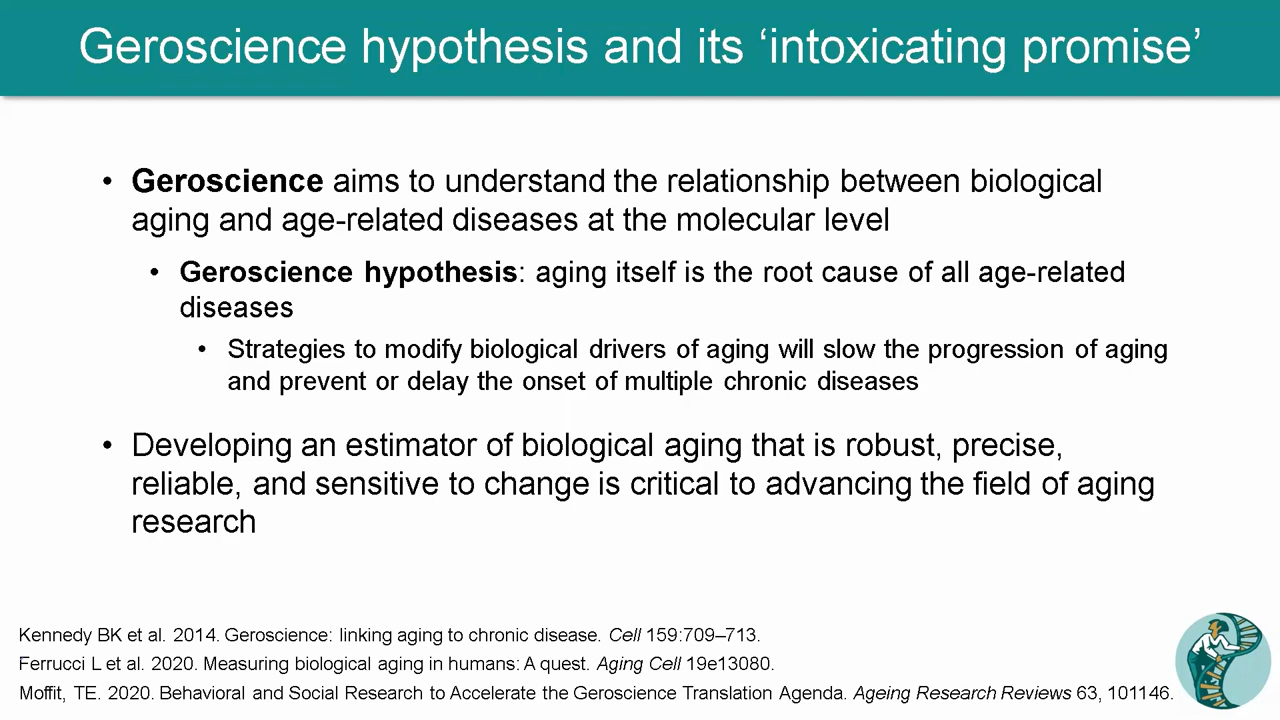 Geroscience hypothesis and its ‘intoxicating promise’
• Geroscience aims to understand the relationship between biological
aging and age-related diseases at the molecular level
• Geroscience hypothesis: aging itself is the root cause of all age-related
diseases
• Strategies to modify biological drivers of aging will slow the progression of aging
and prevent or delay the onset of multiple chronic diseases
• Developing an estimator of biological aging that is robust, precise,
reliable, and sensitive to change is critical to advancing the field of aging
research
Kennedy BK et al. 2014. Geroscience: linking aging to chronic disease. Cell 159:709–713.
Ferrucci L et al. 2020. Measuring biological aging in humans: A quest. Aging Cell 19e13080.
Moffit, TE. 2020. Behavioral and Social Research to Accelerate the Geroscience Translation Agenda. Ageing Research Reviews 63, 101146.